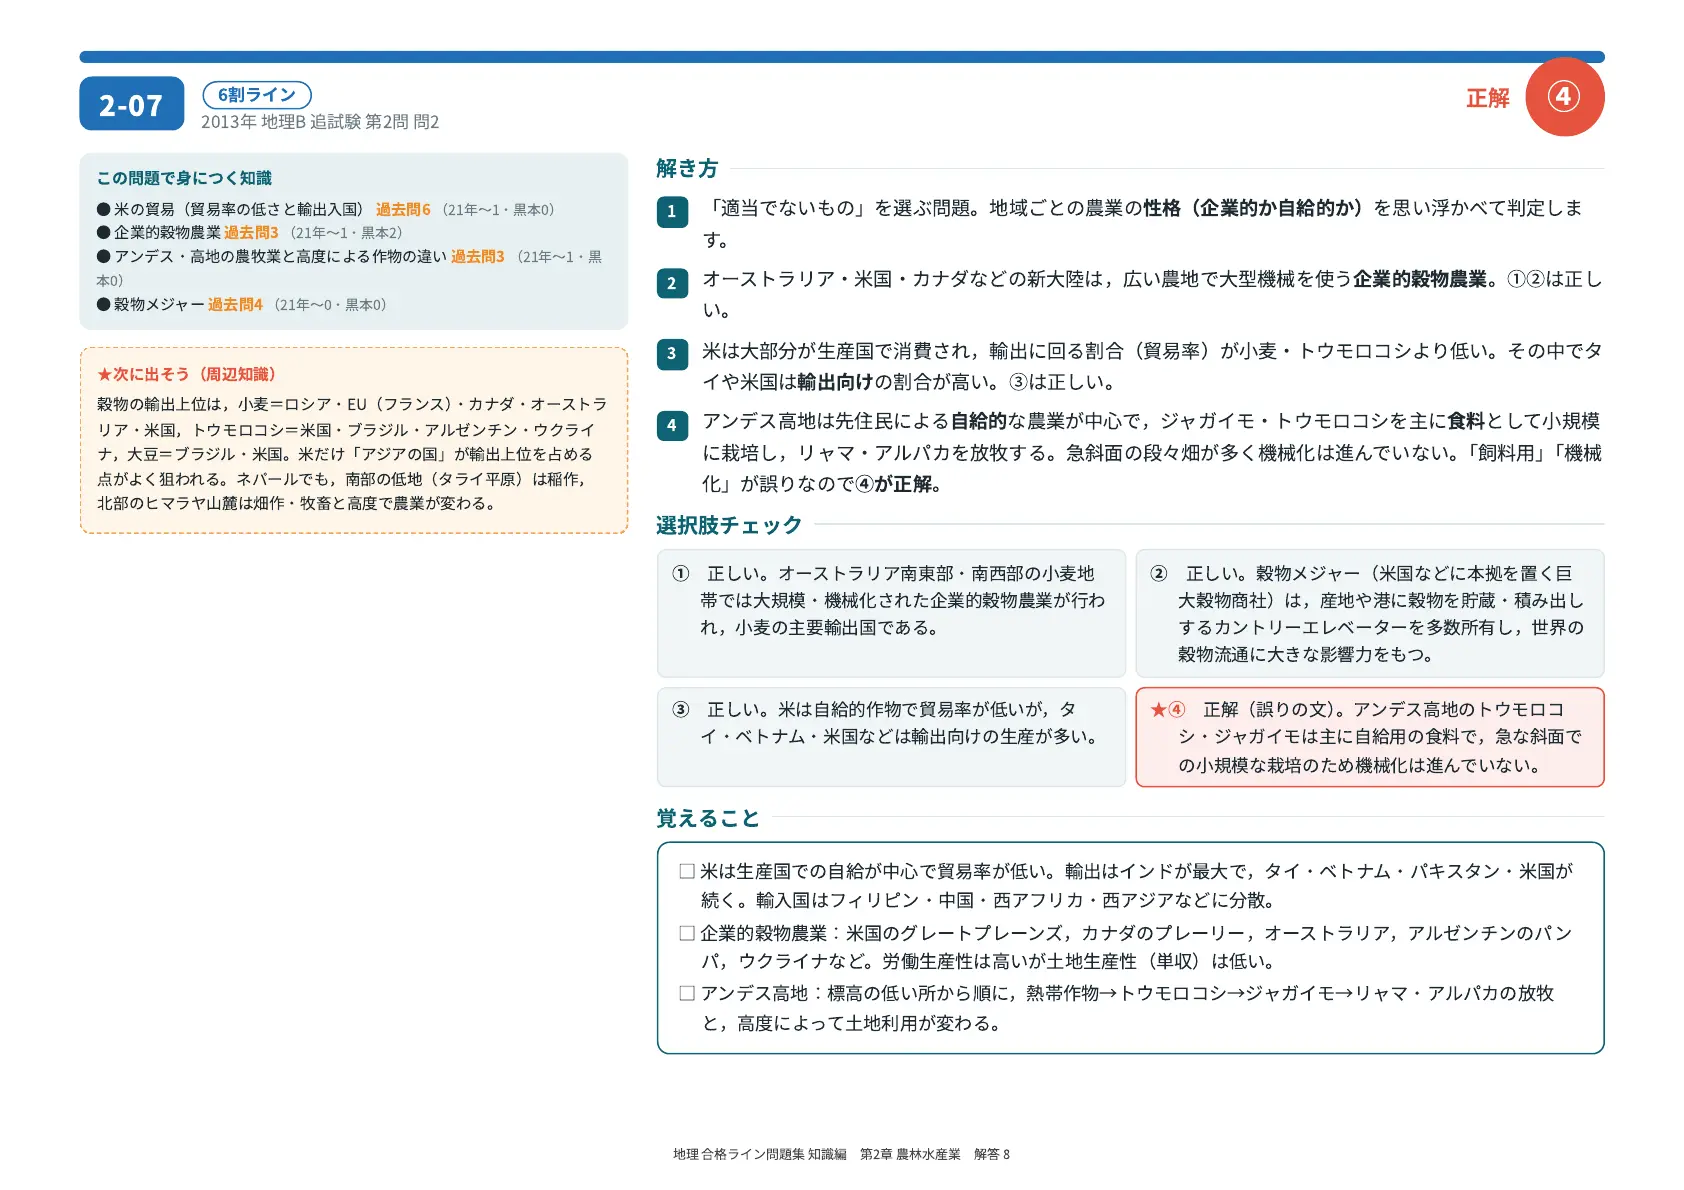 2-07
6割ライン
2013年 地理B 追試験 第2問 問2
正解 ④
この問題で身につく知識
● 米の貿易（貿易率の低さと輸出入国） 過去問6 （21年〜1・黒本0）
● 企業的穀物農業 過去問3 （21年〜1・黒本2）
● アンデス・高地の農牧業と高度による作物の違い 過去問3 （21年〜1・黒
本0）
● 穀物メジャー 過去問4 （21年〜0・黒本0）
★次に出そう（周辺知識）
穀物の輸出上位は，小麦＝ロシア・EU（フランス）・カナダ・オーストラ
リア・米国，トウモロコシ＝米国・ブラジル・アルゼンチン・ウクライ
ナ，大豆＝ブラジル・米国。米だけ「アジアの国」が輸出上位を占める
点がよく狙われる。ネパールでも，南部の低地（タライ平原）は稲作，
北部のヒマラヤ山麓は畑作・牧畜と高度で農業が変わる。
解き方
1 「適当でないもの」を選ぶ問題。地域ごとの農業の性格（企業的か自給的か）を思い浮かべて判定しま
す。
2 オーストラリア・米国・カナダなどの新大陸は，広い農地で大型機械を使う企業的穀物農業。①②は正し
い。
3 米は大部分が生産国で消費され，輸出に回る割合（貿易率）が小麦・トウモロコシより低い。その中でタ
イや米国は輸出向けの割合が高い。③は正しい。
4 アンデス高地は先住民による自給的な農業が中心で，ジャガイモ・トウモロコシを主に食料として小規模
に栽培し，リャマ・アルパカを放牧する。急斜面の段々畑が多く機械化は進んでいない。「飼料用」「機械
化」が誤りなので④が正解。
選択肢チェック
① 正しい。オーストラリア南東部・南西部の小麦地
帯では大規模・機械化された企業的穀物農業が行わ
れ，小麦の主要輸出国である。
② 正しい。穀物メジャー（米国などに本拠を置く巨
大穀物商社）は，産地や港に穀物を貯蔵・積み出し
するカントリーエレベーターを多数所有し，世界の
穀物流通に大きな影響力をもつ。
③ 正しい。米は自給的作物で貿易率が低いが，タ
イ・ベトナム・米国などは輸出向けの生産が多い。
★④ 正解（誤りの文）。アンデス高地のトウモロコ
シ・ジャガイモは主に自給用の食料で，急な斜面で
の小規模な栽培のため機械化は進んでいない。
覚えること
□ 米は生産国での自給が中心で貿易率が低い。輸出はインドが最大で，タイ・ベトナム・パキスタン・米国が
続く。輸入国はフィリピン・中国・西アフリカ・西アジアなどに分散。
□ 企業的穀物農業：米国のグレートプレーンズ，カナダのプレーリー，オーストラリア，アルゼンチンのパン
パ，ウクライナなど。労働生産性は高いが土地生産性（単収）は低い。
□ アンデス高地：標高の低い所から順に，熱帯作物→トウモロコシ→ジャガイモ→リャマ・アルパカの放牧
と，高度によって土地利用が変わる。
地理 合格ライン問題集 知識編　第2章 農林水産業　解答 8